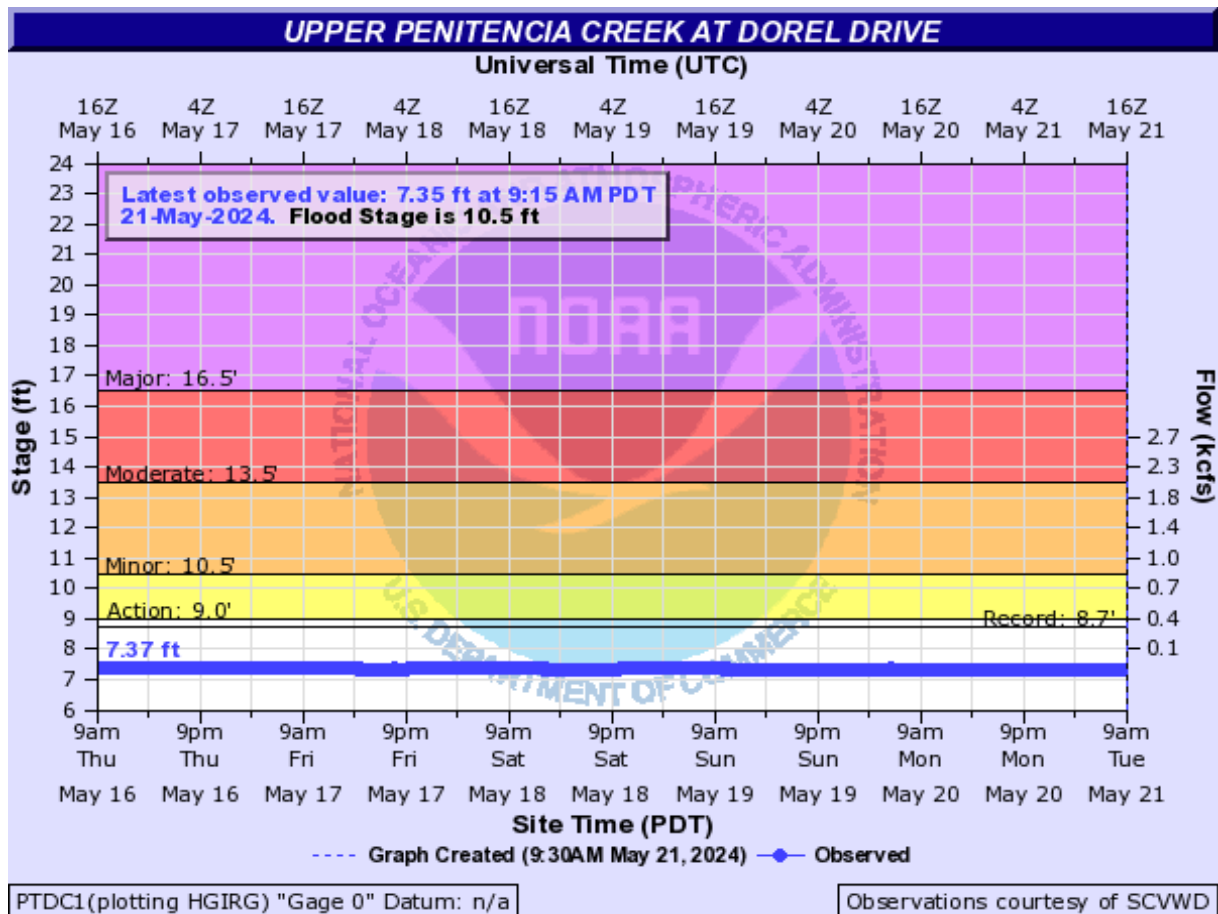 UPPER PENITENCIA CREEK AT DOREL DRIVE
Universal Time (UTC)
16Z 4Z 16Z 4Z 16Z 4Z 16Z 4Z 16Z 4Z 16Z
May 16 May 17 May 17 May 18 May 18 May 19 May 19 May 20 May 20 May 21 May 21
Latest observed value: 7.35 ft at 9:15 AM PDT
21-May-2024. Flood Stage is 10.5 ft
NATIONAL OCEANIC AND ATMOSPHERIC ADMINISTRATION
NOAA
U.S. DEPARTMENT OF COMMERCE
Stage (ft)
24
23
22
21
20
19
18
17
16
15
14
13
12
11
10
9
8
7
6
Major: 16.5'
Moderate: 13.5'
Minor: 10.5'
Action: 9.0'
Record: 8.7'
7.37 ft
Flow (kcfs)
2.7
2.3
1.8
1.4
1.0
0.7
0.4
0.1
9am 9pm 9am 9pm 9am 9pm 9am 9pm 9am 9pm 9am
Thu Thu Fri Fri Sat Sat Sun Sun Mon Mon Tue
May 16 May 16 May 17 May 17 May 18 May 18 May 19 May 19 May 20 May 20 May 21
Site Time (PDT)
Graph Created (9:30AM May 21, 2024) Observed
PTDC1(plotting HGIRG) "Gage 0" Datum: n/a
Observations courtesy of SCVWD